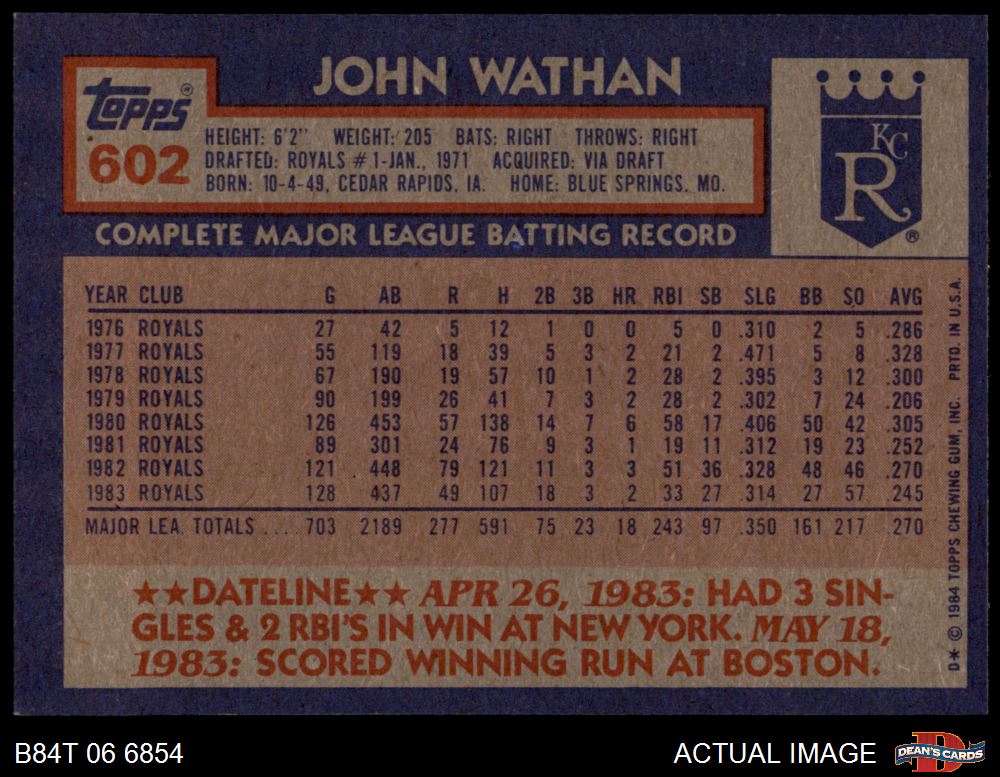 JOHN WATHAN
Topps®
602
HEIGHT: 6'2" WEIGHT: 205 BATS: RIGHT THROWS: RIGHT
DRAFTED: ROYALS #1-JAN., 1971 ACQUIRED: VIA DRAFT
BORN: 10-4-49, CEDAR RAPIDS, IA. HOME: BLUE SPRINGS, MO.
KC
R
®
COMPLETE MAJOR LEAGUE BATTING RECORD
YEAR CLUB G AB R H 2B 3B HR RBI SB SLG BB SO AVG
1976 ROYALS 27 42 5 12 1 0 0 5 0 .310 2 5 .286
1977 ROYALS 55 119 18 39 5 3 2 21 2 .471 5 8 .328
1978 ROYALS 67 190 19 57 10 1 2 28 2 .395 3 12 .300
1979 ROYALS 90 199 26 41 7 3 2 28 2 .302 7 24 .206
1980 ROYALS 126 453 57 138 14 7 6 58 17 .406 50 42 .305
1981 ROYALS 89 301 24 76 9 3 1 19 11 .312 19 23 .252
1982 ROYALS 121 448 79 121 11 3 3 51 36 .328 48 46 .270
1983 ROYALS 128 437 49 107 18 3 2 33 27 .314 27 57 .245
MAJOR LEA. TOTALS .... 703 2189 277 591 75 23 18 243 97 .350 161 217 .270
★★DATELINE★★ APR 26, 1983: HAD 3 SIN-
GLES & 2 RBI'S IN WIN AT NEW YORK. MAY 18,
1983: SCORED WINNING RUN AT BOSTON.
D* © 1984 TOPPS CHEWING GUM, INC. PRTD. IN U.S.A.
B84T 06 6854
ACTUAL IMAGE
D
DEAN'S CARDS